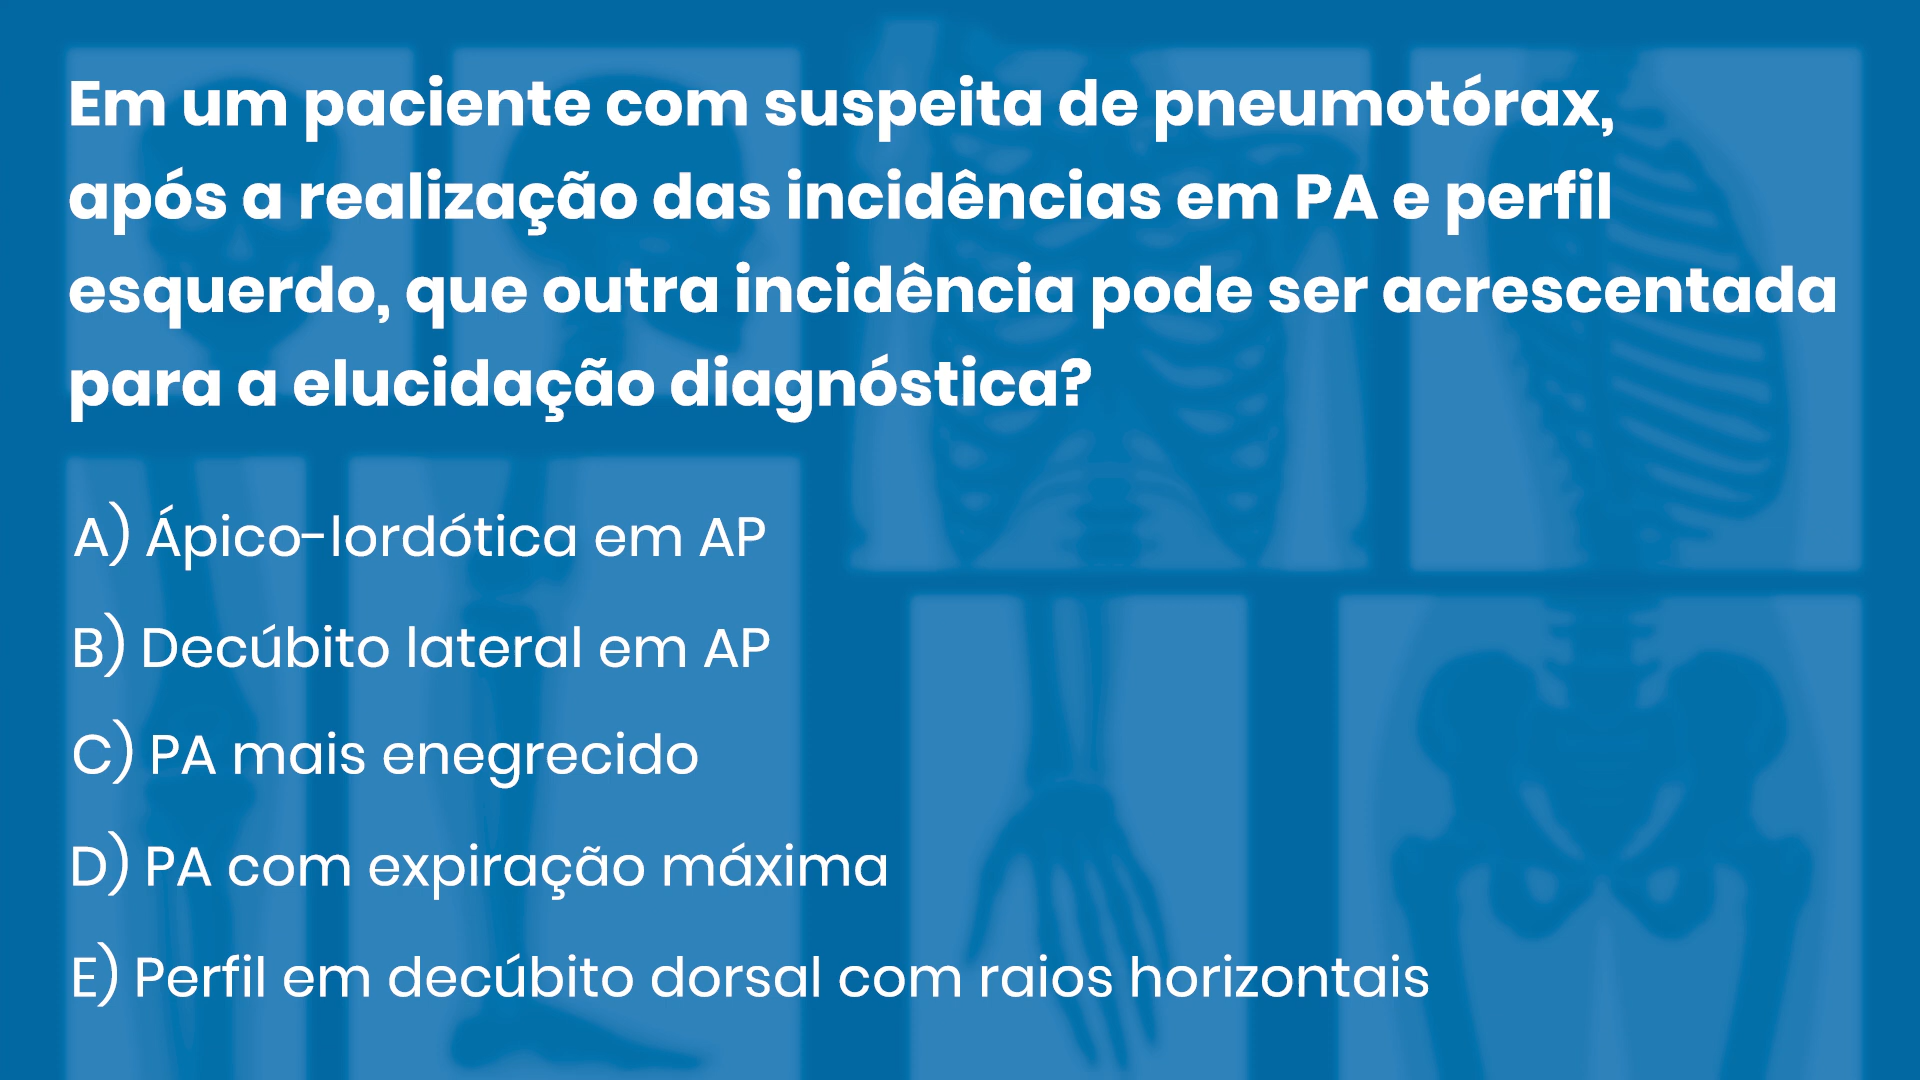 Em um paciente com suspeita de pneumotórax,
após a realização das incidências em PA e perfil
esquerdo, que outra incidência pode ser acrescentada
para a elucidação diagnóstica?
A) Ápico-lordótica em AP
B) Decúbito lateral em AP
C) PA mais enegrecido
D) PA com expiração máxima
E) Perfil em decúbito dorsal com raios horizontais